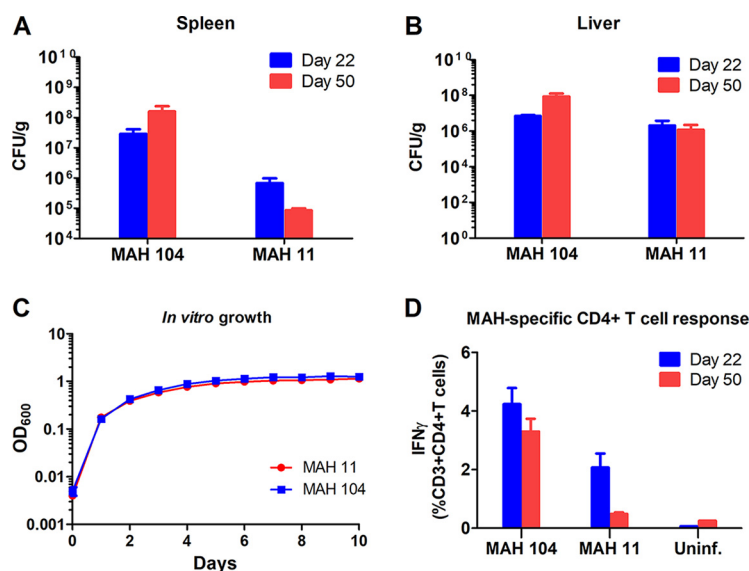 A
Spleen
CFU/g
10^10
10^9
10^8
10^7
10^6
10^5
10^4
Day 22
Day 50
MAH 104
MAH 11
B
Liver
CFU/g
10^10
10^8
10^6
10^4
10^2
10^0
Day 22
Day 50
MAH 104
MAH 11
C
In vitro growth
OD600
10
1
0.1
0.01
0.001
MAH 11
MAH 104
0 2 4 6 8 10
Days
D
MAH-specific CD4+ T cell response
IFNγ
(%CD3+CD4+T cells)
6
4
2
0
Day 22
Day 50
MAH 104
MAH 11
Uninf.